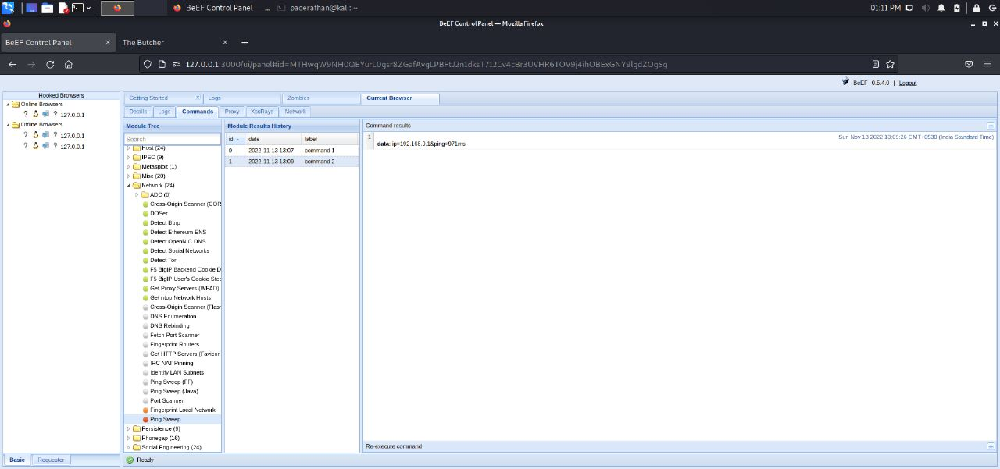 BeEF Control Panel — ...
pagerathan@kali: ~
01:11 PM
BeEF Control Panel — Mozilla Firefox
BeEF Control Panel
The Butcher
BeEF 0.5.4.0 | Logout
Hooked Browsers
Online Browsers
? ? 127.0.0.1
Offline Browsers
? ? 127.0.0.1
? ? 127.0.0.1
Basic
Requester
Getting Started
Logs
Zombies
Current Browser
Details
Logs
Commands
Proxy
XssRays
Network
Module Tree
Search
Host (24)
IPEC (9)
Metasploit (1)
Misc (20)
Network (24)
ADC (0)
Cross-Origin Scanner (COR
DOSer
Detect Burp
Detect Ethereum ENS
Detect OpenNIC DNS
Detect Social Networks
Detect Tor
F5 BigIP Backend Cookie D
F5 BigIP User's Cookie Stea
Get Proxy Servers (WPAD)
Get ntop Network Hosts
Cross-Origin Scanner (Flash
DNS Enumeration
DNS Rebinding
Fetch Port Scanner
Fingerprint Routers
Get HTTP Servers (Favicon
IRC NAT Pinning
Identify LAN Subnets
Ping Sweep (FF)
Ping Sweep (Java)
Port Scanner
Fingerprint Local Network
Ping Sweep
Persistence (9)
Phonegap (16)
Social Engineering (24)
Module Results History
id date label
0 2022-11-13 13:07 command 1
1 2022-11-13 13:09 command 2
Command results
1 Sun Nov 13 2022 13:09:26 GMT+0530 (India Standard Time)
data: ip=192.168.0.1&ping=971ms
Re-execute command
Ready